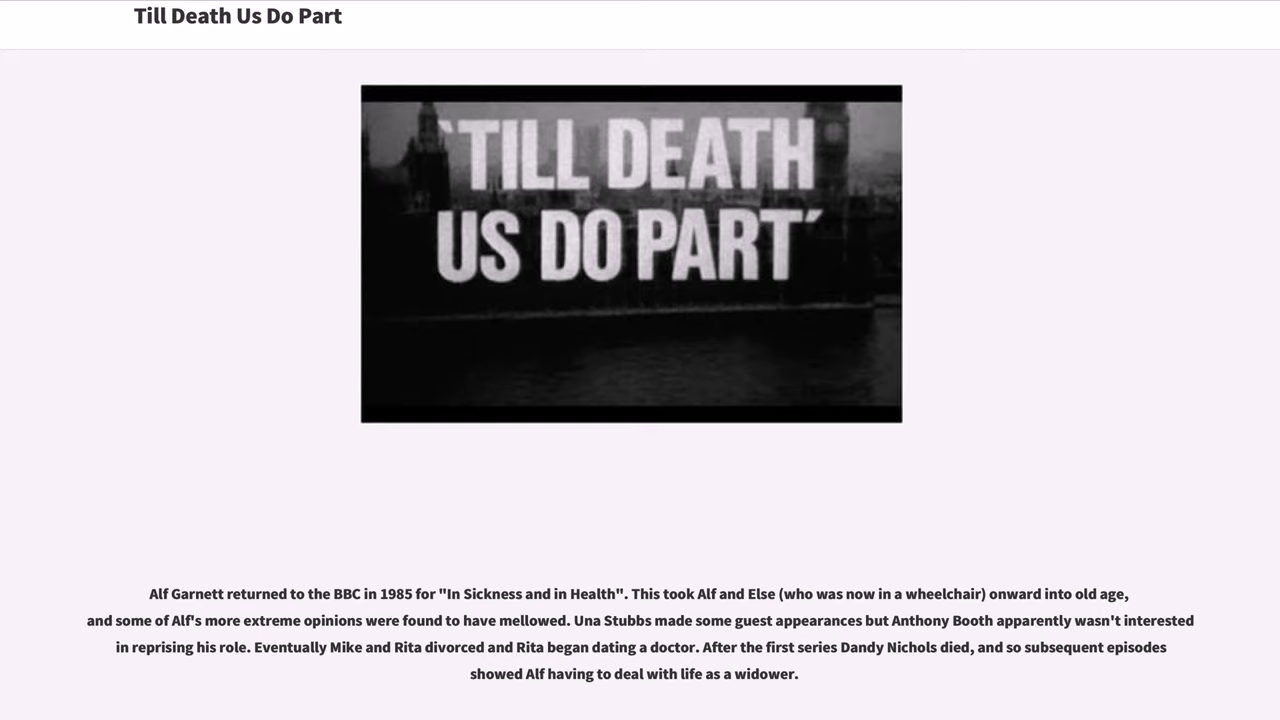 Till Death Us Do Part
‵TILL DEATH
US DO PART′
Alf Garnett returned to the BBC in 1985 for "In Sickness and in Health". This took Alf and Else (who was now in a wheelchair) onward into old age,
and some of Alf's more extreme opinions were found to have mellowed. Una Stubbs made some guest appearances but Anthony Booth apparently wasn't interested
in reprising his role. Eventually Mike and Rita divorced and Rita began dating a doctor. After the first series Dandy Nichols died, and so subsequent episodes
showed Alf having to deal with life as a widower.